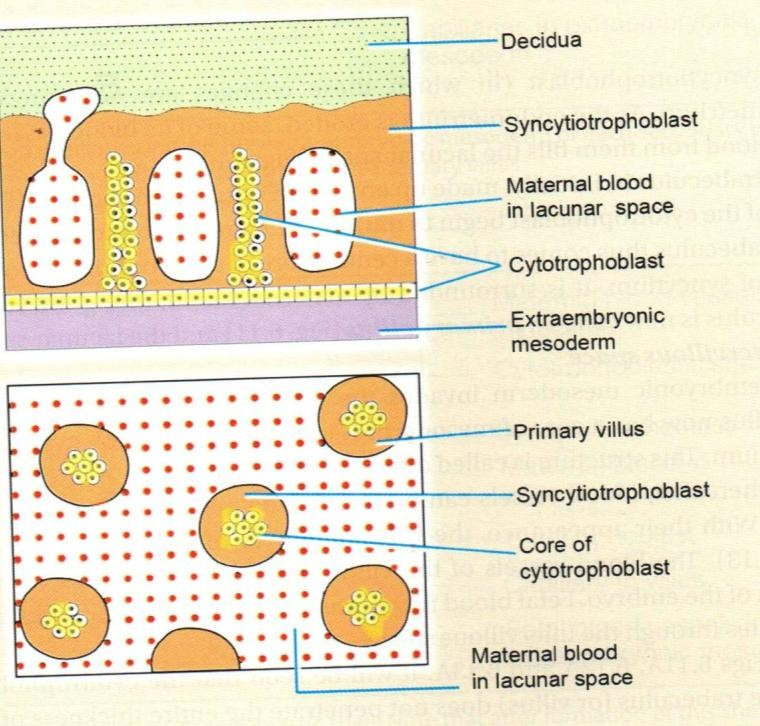 Decidua
Syncytiotrophoblast
Maternal blood
in lacunar space
Cytotrophoblast
Extraembryonic
mesoderm
Primary villus
Syncytiotrophoblast
Core of
cytotrophoblast
Maternal blood
in lacunar space